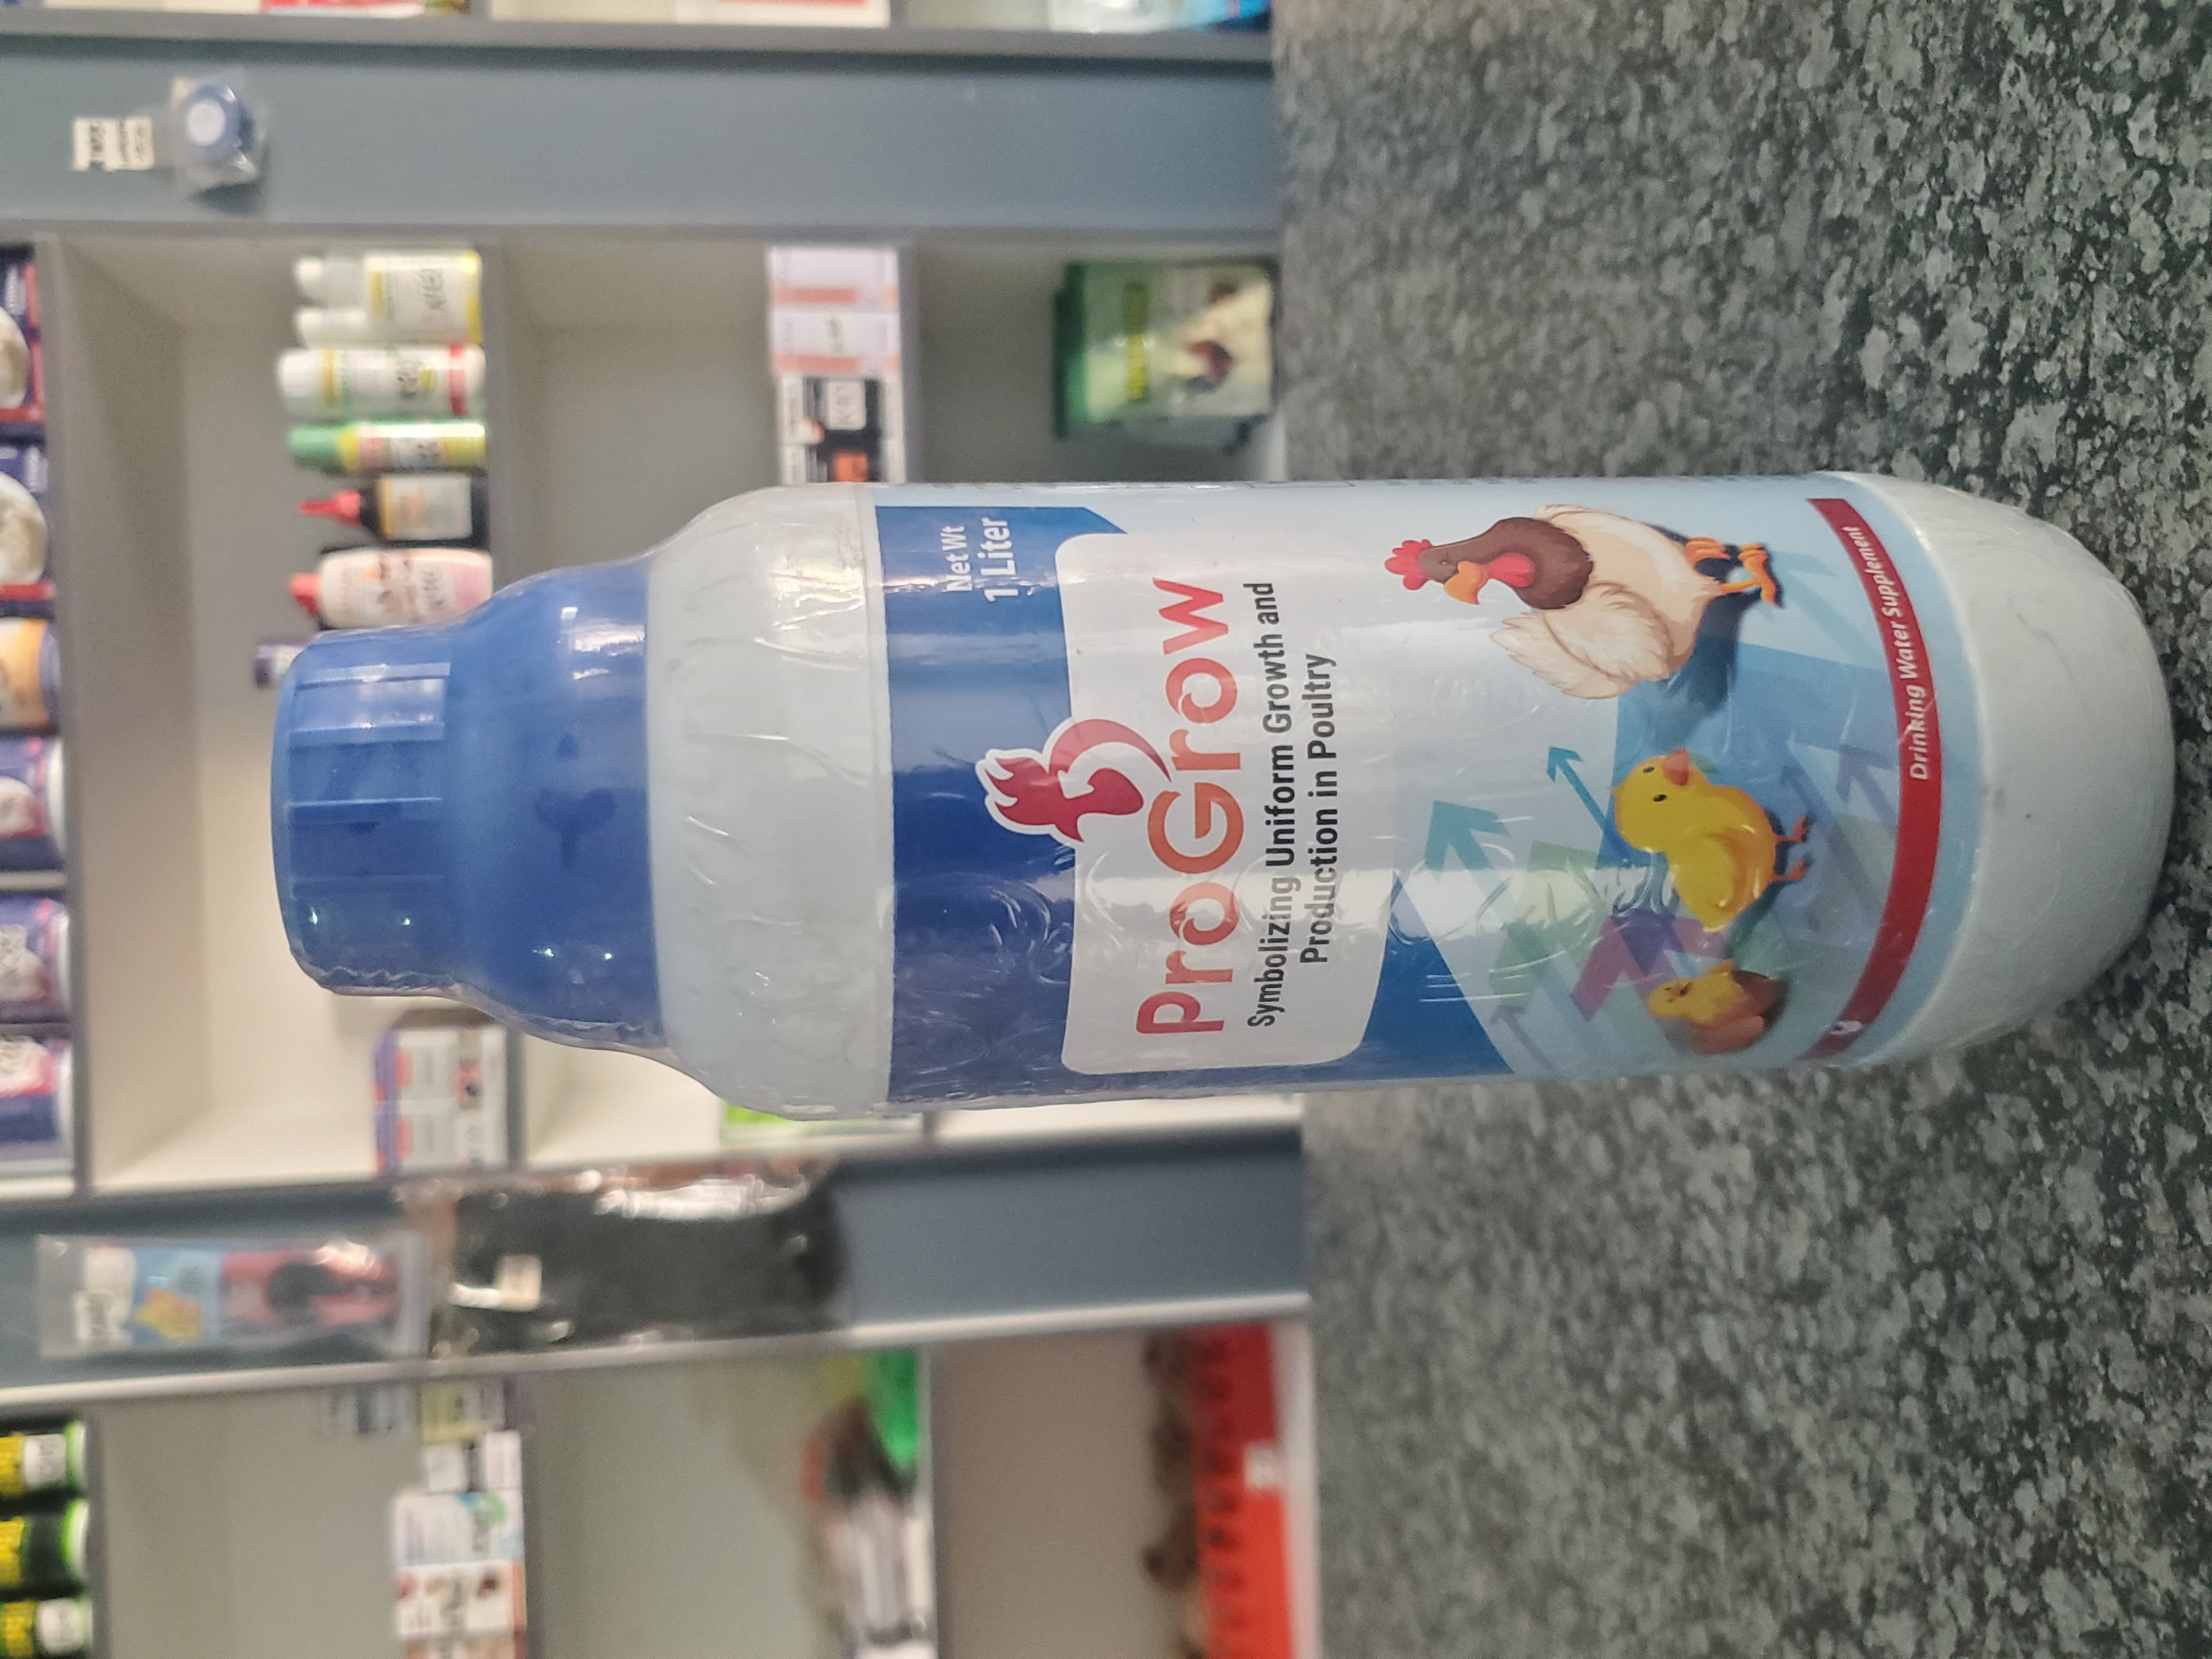 Net Wt
1 Liter
ProGrow
Symbolizing Uniform Growth and
Production in Poultry
Drinking Water Supplement